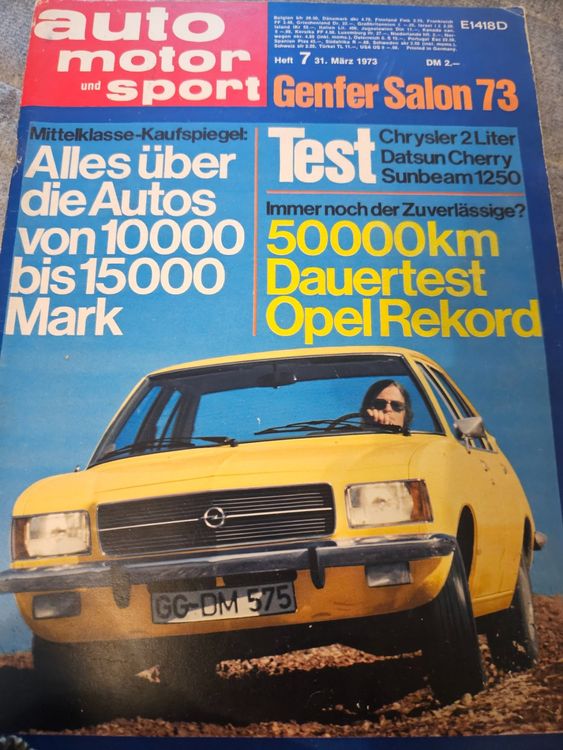 auto
motor
und sport
E1418D
Heft 7 31. März 1973 DM 2.–
Genfer Salon 73
Mittelklasse-Kaufspiegel:
Alles über
die Autos
von 10000
bis 15000
Mark
Test
Chrysler 2 Liter
Datsun Cherry
Sunbeam 1250
Immer noch der Zuverlässige?
50000km
Dauertest
Opel Rekord
GG-DM 575